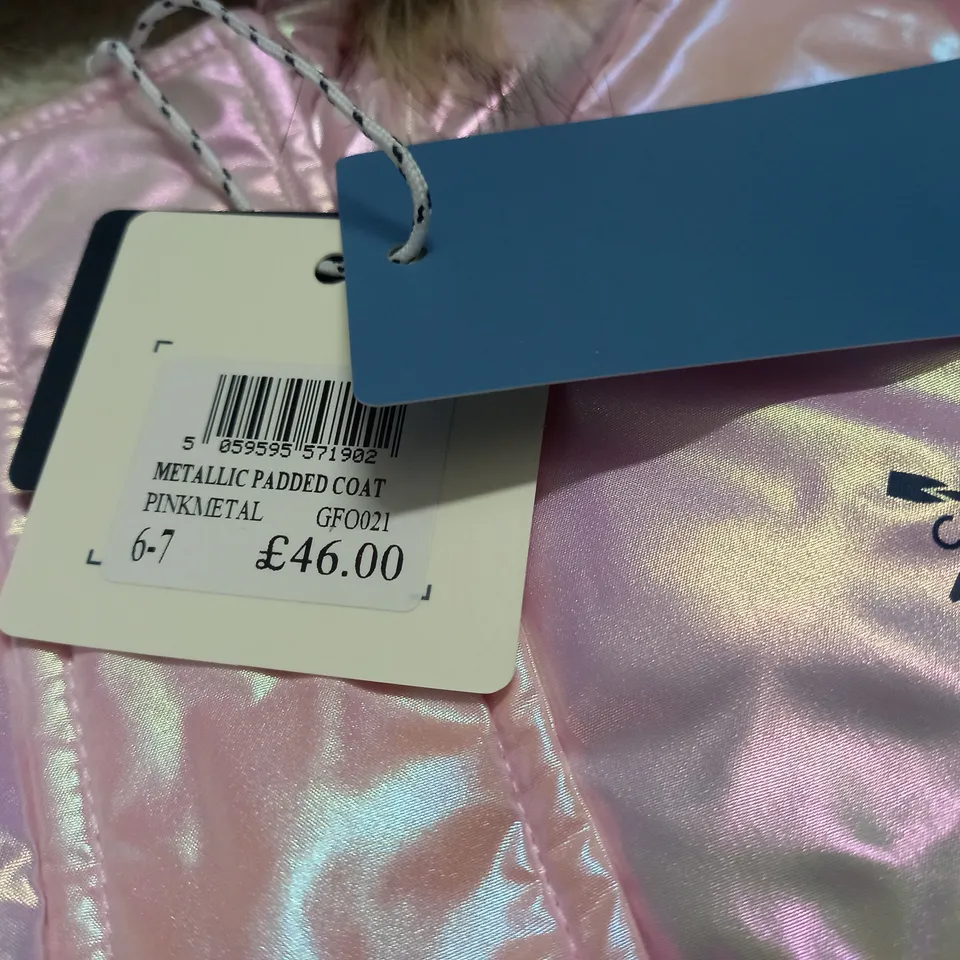 5 059595 571902
METALLIC PADDED COAT
PINKMETAL GFO021
6-7 £46.00